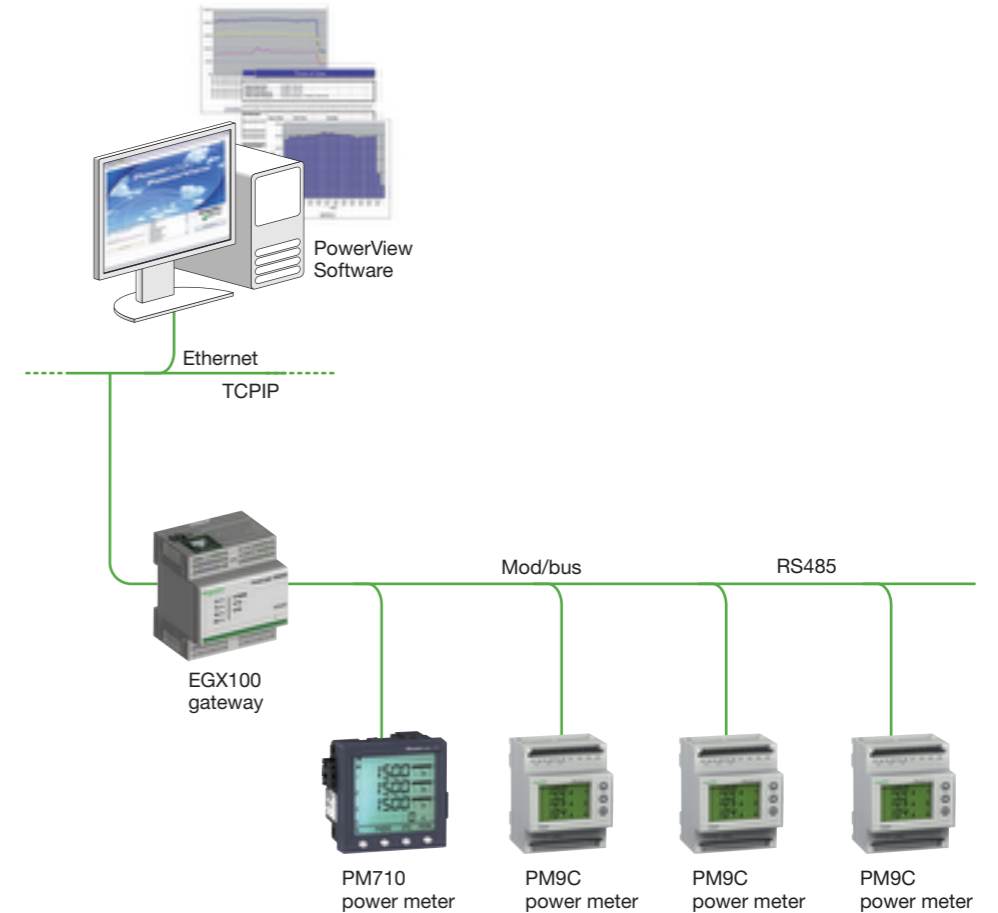 PowerView
Software
Ethernet
TCPIP
Mod/bus
RS485
EGX100
gateway
PM710
power meter
PM9C
power meter
PM9C
power meter
PM9C
power meter